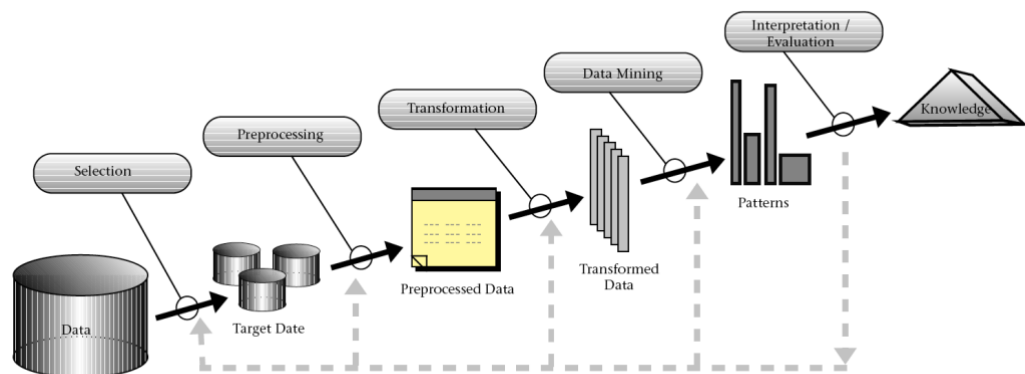 Interpretation /
Evaluation
Data Mining
Transformation
Preprocessing
Selection
Data
Target Date
Preprocessed Data
Transformed
Data
Patterns
Knowledge